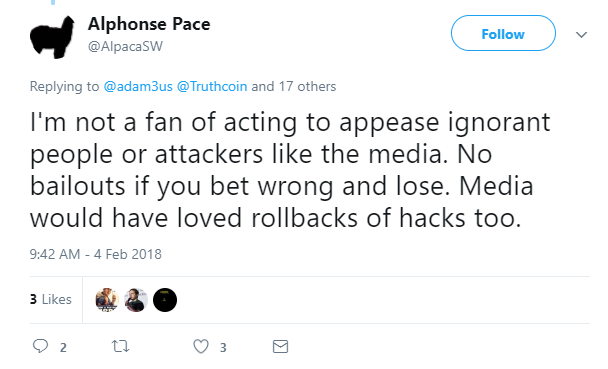 Alphonse Pace
@AlpacaSW
Follow
Replying to @adam3us @Truthcoin and 17 others
I'm not a fan of acting to appease ignorant
people or attackers like the media. No
bailouts if you bet wrong and lose. Media
would have loved rollbacks of hacks too.
9:42 AM - 4 Feb 2018
3 Likes
2
3